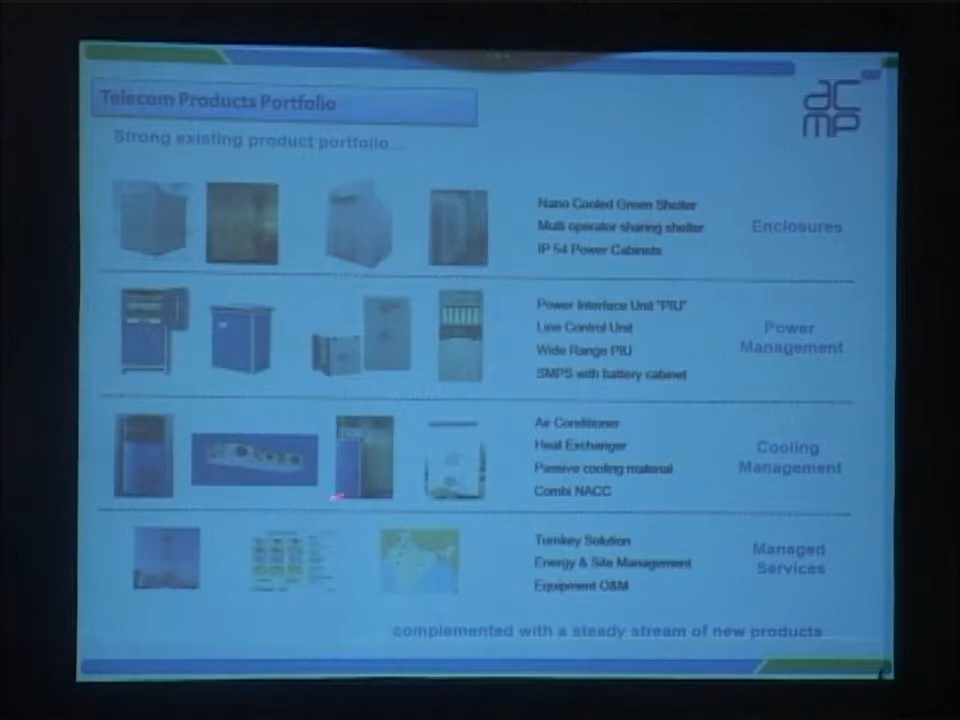 Telecom Products Portfolio
ac
mp
Strong existing product portfolio...
Nano Cooled Green Shelter
Multi operator sharing shelter
IP 54 Power Cabinets
Enclosures
Power Interface Unit "PIU"
Line Control Unit
Wide Range PIU
SMPS with battery cabinet
Power
Management
Air Conditioner
Heat Exchanger
Passive cooling material
Combi NACC
Cooling
Management
Turnkey Solution
Energy & Site Management
Equipment O&M
Managed
Services
complemented with a steady stream of new products